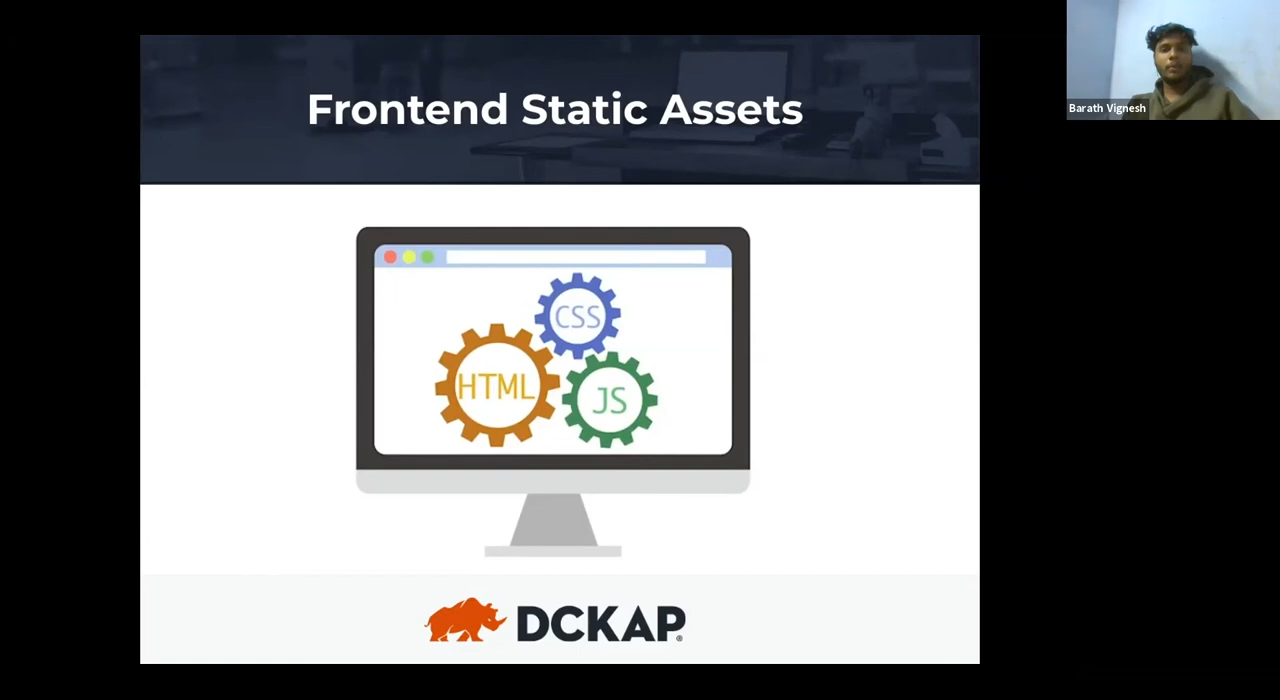 Frontend Static Assets
Barath Vignesh
CSS
HTML
JS
DCKAP®